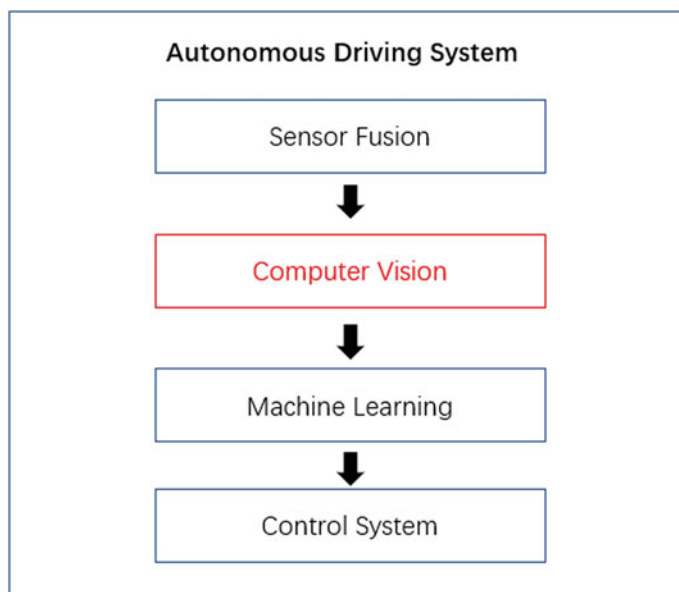 Autonomous Driving System
Sensor Fusion
Computer Vision
Machine Learning
Control System